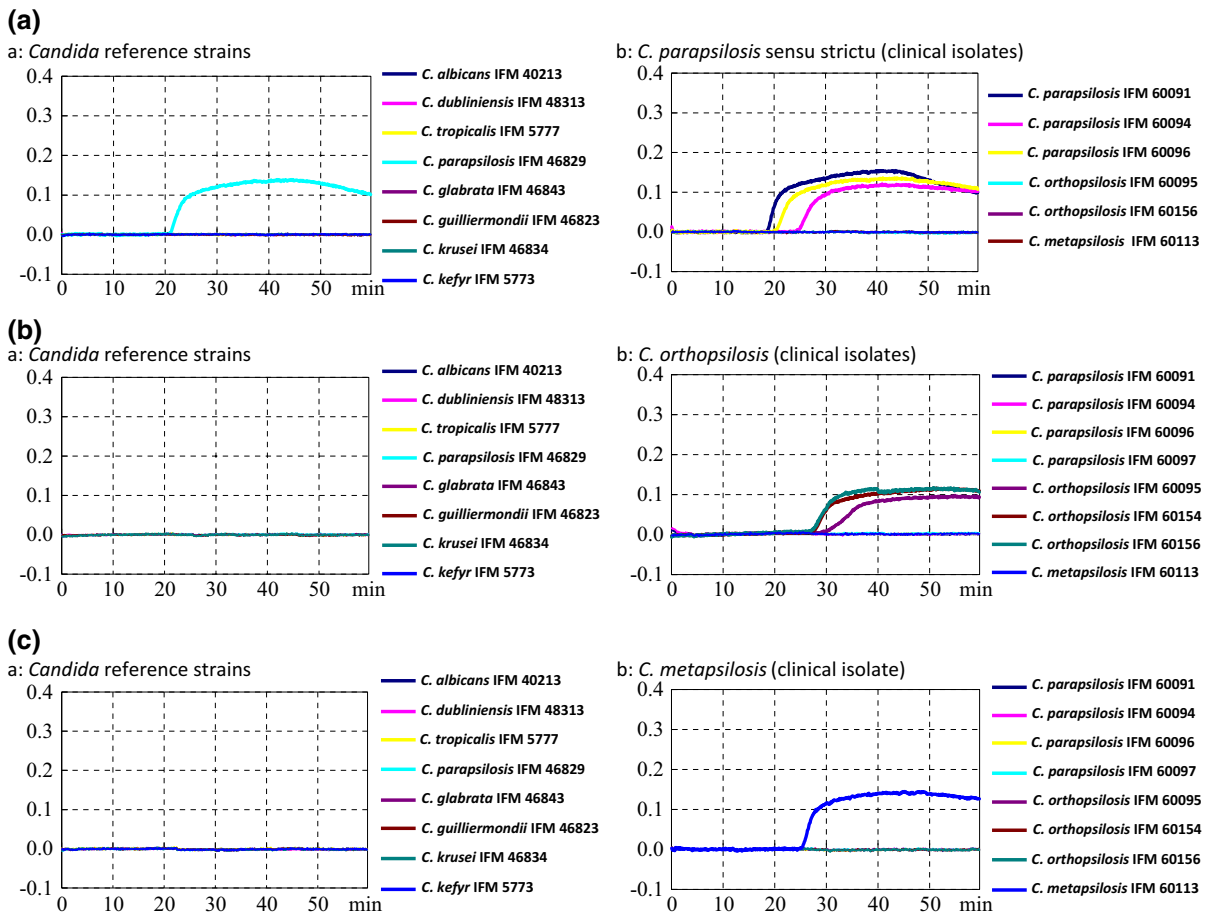 (a)
a: Candida reference strains
0.4
0.3
0.2
0.1
0.0
-0.1
0 10 20 30 40 50 min
C. albicans IFM 40213
C. dubliniensis IFM 48313
C. tropicalis IFM 5777
C. parapsilosis IFM 46829
C. glabrata IFM 46843
C. guilliermondii IFM 46823
C. krusei IFM 46834
C. kefyr IFM 5773
b: C. parapsilosis sensu strictu (clinical isolates)
0.4
0.3
0.2
0.1
0.0
-0.1
0 10 20 30 40 50 min
C. parapsilosis IFM 60091
C. parapsilosis IFM 60094
C. parapsilosis IFM 60096
C. orthopsilosis IFM 60095
C. orthopsilosis IFM 60156
C. metapsilosis IFM 60113
(b)
a: Candida reference strains
0.4
0.3
0.2
0.1
0.0
-0.1
0 10 20 30 40 50 min
C. albicans IFM 40213
C. dubliniensis IFM 48313
C. tropicalis IFM 5777
C. parapsilosis IFM 46829
C. glabrata IFM 46843
C. guilliermondii IFM 46823
C. krusei IFM 46834
C. kefyr IFM 5773
b: C. orthopsilosis (clinical isolates)
0.4
0.3
0.2
0.1
0.0
-0.1
0 10 20 30 40 50 min
C. parapsilosis IFM 60091
C. parapsilosis IFM 60094
C. parapsilosis IFM 60096
C. parapsilosis IFM 60097
C. orthopsilosis IFM 60095
C. orthopsilosis IFM 60154
C. orthopsilosis IFM 60156
C. metapsilosis IFM 60113
(c)
a: Candida reference strains
0.4
0.3
0.2
0.1
0.0
-0.1
0 10 20 30 40 50 min
C. albicans IFM 40213
C. dubliniensis IFM 48313
C. tropicalis IFM 5777
C. parapsilosis IFM 46829
C. glabrata IFM 46843
C. guilliermondii IFM 46823
C. krusei IFM 46834
C. kefyr IFM 5773
b: C. metapsilosis (clinical isolate)
0.4
0.3
0.2
0.1
0.0
-0.1
0 10 20 30 40 50 min
C. parapsilosis IFM 60091
C. parapsilosis IFM 60094
C. parapsilosis IFM 60096
C. parapsilosis IFM 60097
C. orthopsilosis IFM 60095
C. orthopsilosis IFM 60154
C. orthopsilosis IFM 60156
C. metapsilosis IFM 60113